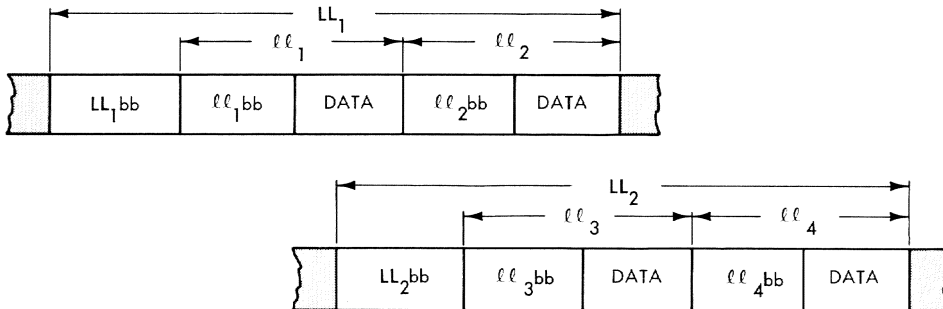 LL₁
ℓℓ₁ ℓℓ₂
LL₁bb ℓℓ₁bb DATA ℓℓ₂bb DATA
LL₂
ℓℓ₃ ℓℓ₄
LL₂bb ℓℓ₃bb DATA ℓℓ₄bb DATA